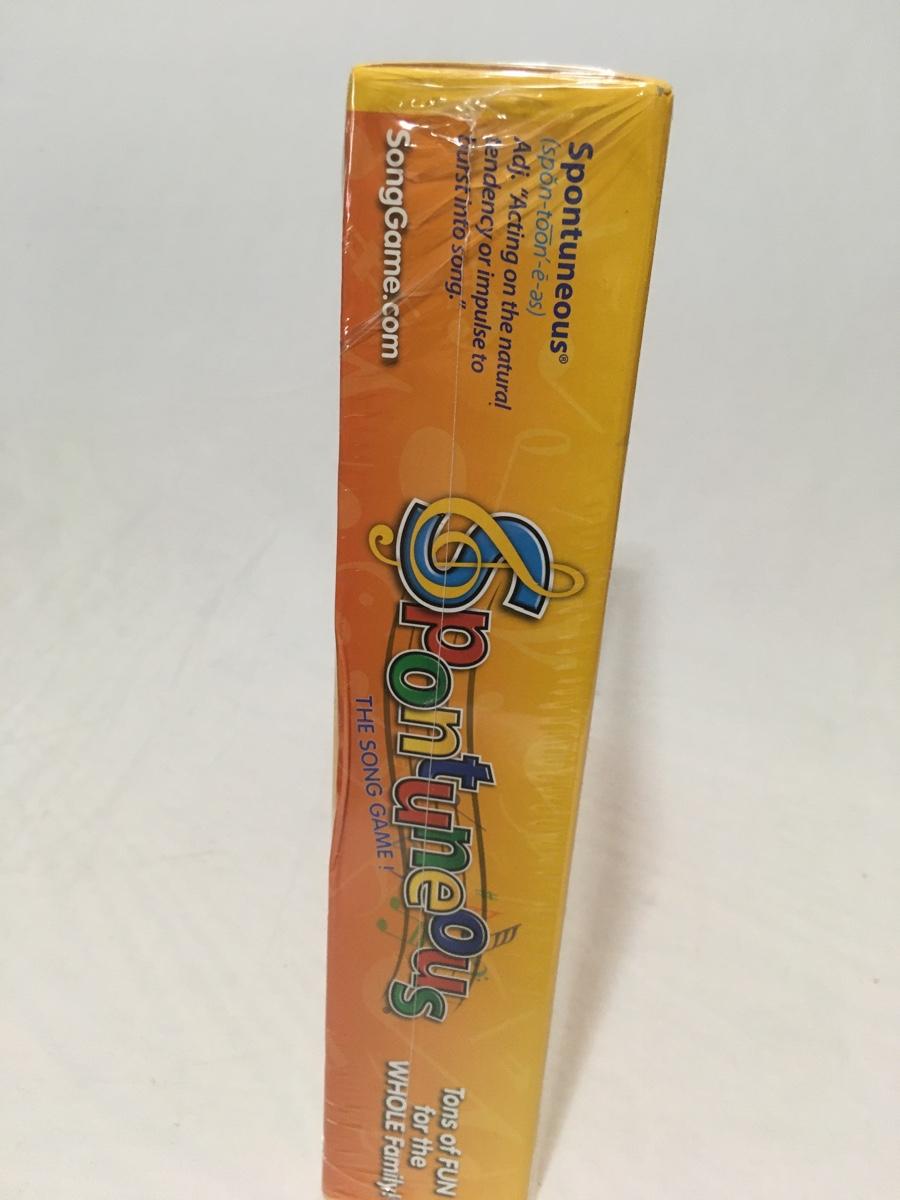 Spontuneous®
(spŏn-tōōn′-ē-əs)
Adj. “Acting on the natural
tendency or impulse to
burst into song.”
SongGame.com
Spontuneous
THE SONG GAME!
Tons of FUN
for the
WHOLE Family!